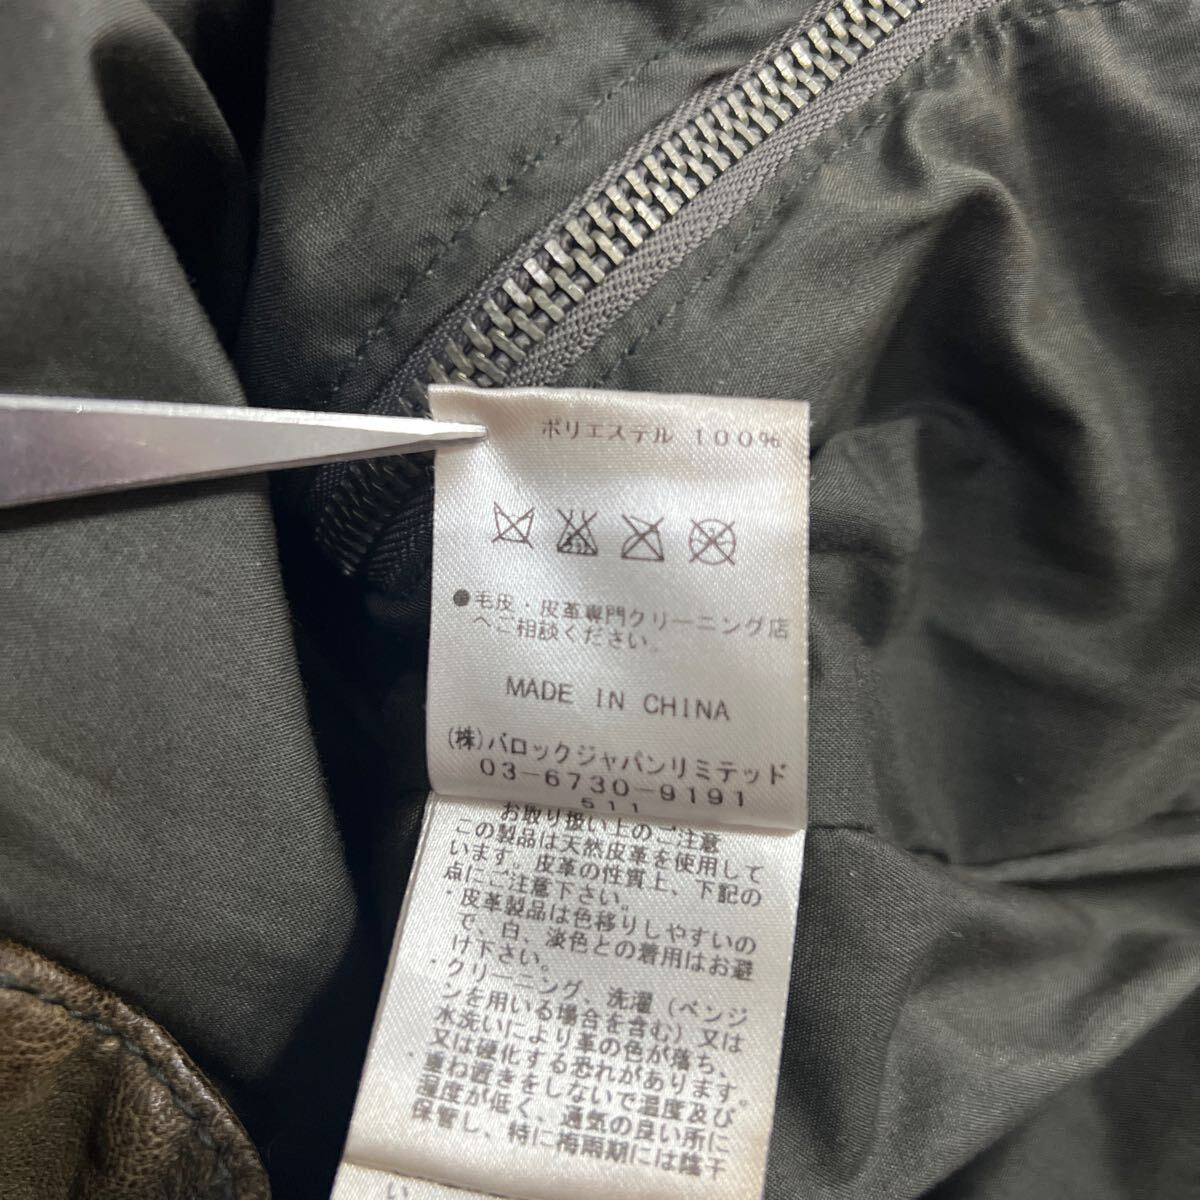 ポリエステル 100%
●毛皮・皮革専門クリーニング店
へご相談ください。
MADE IN CHINA
(株)バロックジャパンリミテッド
03-6730-9191
511
お取り扱い上のご注意
この製品は天然皮革を使用して
います。皮革の性質上、下記の
点にご注意下さい。
・皮革製品は色移りしやすいの
で、白、淡色との着用はお避
け下さい。
・クリーニング、洗濯(ベンジ
ンを用いる場合を含む)又は
水洗いにより革の色が落ち、
又は硬化する恐れがあります。
・重ね置きをしないで温度及び
湿度が低く、通気の良い所に
保管し、特に梅雨期には陰干